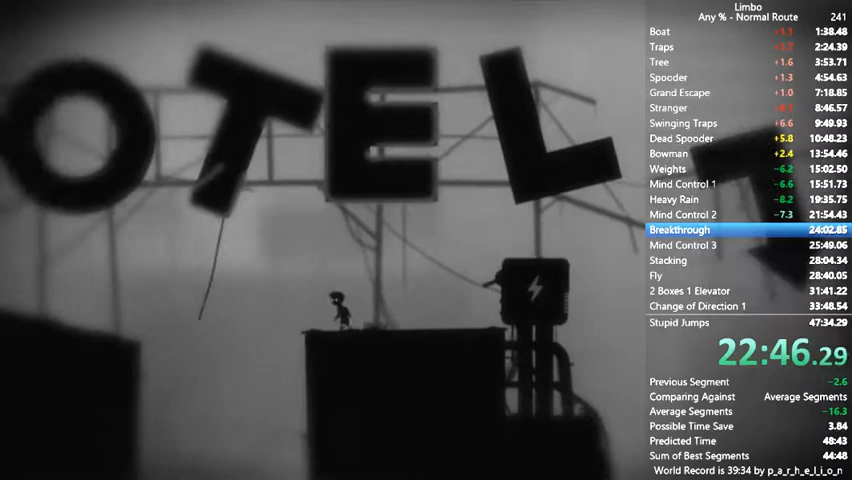 OTEL
Limbo
Any % - Normal Route 241
Boat +1.1 1:38.48
Traps +1.7 2:24.39
Tree +1.6 3:53.71
Spooder +1.3 4:54.63
Grand Escape +1.0 7:18.85
Stranger 8:46.57
Swinging Traps +6.6 9:49.93
Dead Spooder +5.8 10:48.23
Bowman +2.4 13:54.46
Weights −6.2 15:02.50
Mind Control 1 −6.6 15:51.73
Heavy Rain −8.2 19:35.75
Mind Control 2 −7.3 21:54.43
Breakthrough 24:02.85
Mind Control 3 25:49.06
Stacking 28:04.34
Fly 28:40.05
2 Boxes 1 Elevator 31:41.22
Change of Direction 1 33:48.54
Stupid Jumps 47:34.29
22:46.29
Previous Segment −2.6
Comparing Against Average Segments
Average Segments −16.3
Possible Time Save 3.84
Predicted Time 48:43
Sum of Best Segments 44:48
World Record is 39:34 by p_a_r_h_e_l_i_o_n